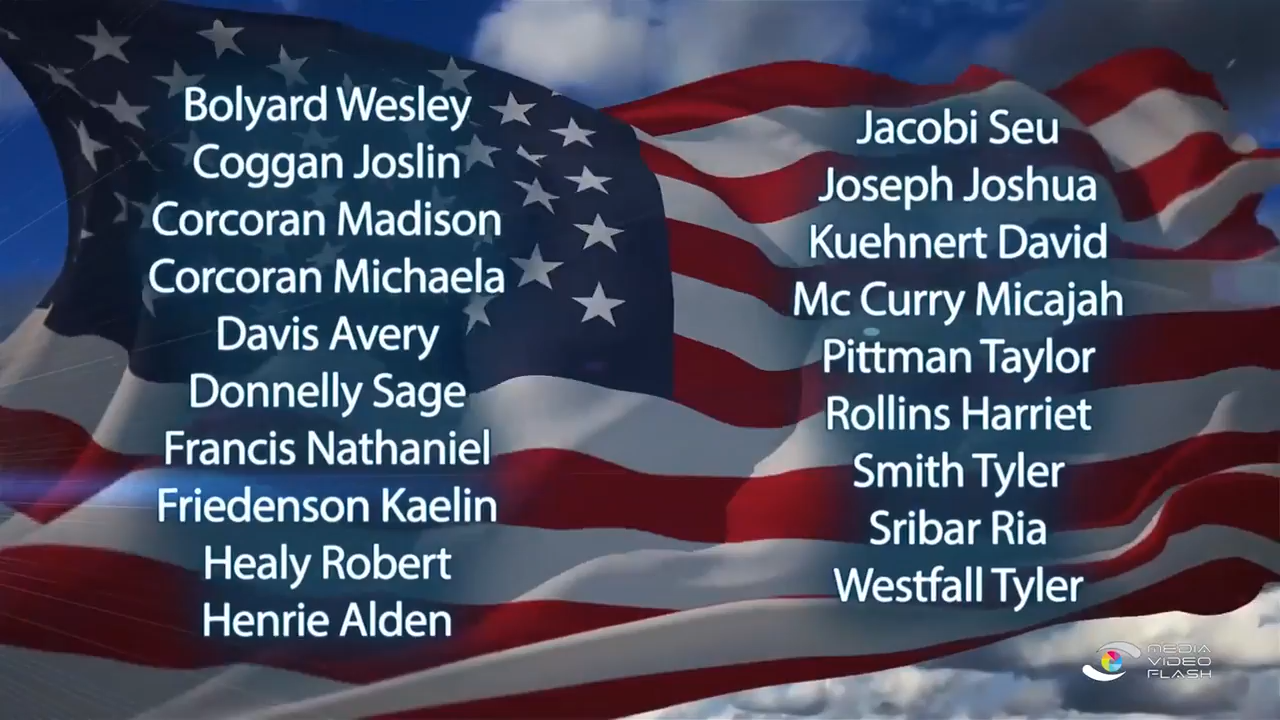 Bolyard Wesley
Coggan Joslin
Corcoran Madison
Corcoran Michaela
Davis Avery
Donnelly Sage
Francis Nathaniel
Friedenson Kaelin
Healy Robert
Henrie Alden
Jacobi Seu
Joseph Joshua
Kuehnert David
Mc Curry Micajah
Pittman Taylor
Rollins Harriet
Smith Tyler
Sribar Ria
Westfall Tyler
MEDIA
VIDEO
FLASH